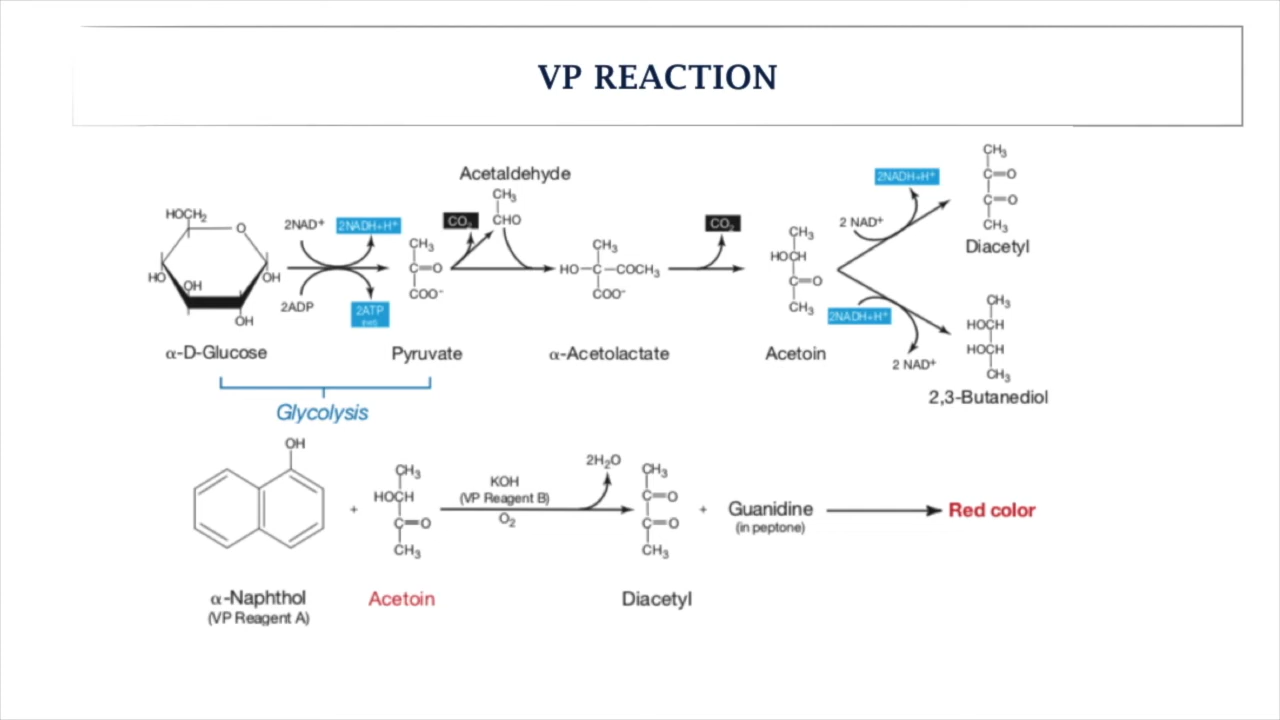 VP REACTION
Acetaldehyde
CH₃
CHO
HOCH₂
O
HO
OH
OH
OH
2NAD⁺
2NADH+H⁺
2ADP
2ATP
CH₃
C=O
COO⁻
CO₂
CH₃
HO-C-COCH₃
COO⁻
CO₂
CH₃
HOCH
C=O
CH₃
2 NAD⁺
2NADH+H⁺
CH₃
C=O
C=O
CH₃
Diacetyl
2NADH+H⁺
2 NAD⁺
CH₃
HOCH
HOCH
CH₃
2,3-Butanediol
α-D-Glucose
Pyruvate
α-Acetolactate
Acetoin
Glycolysis
OH
+
CH₃
HOCH
C=O
CH₃
KOH
(VP Reagent B)
O₂
2H₂O
CH₃
C=O
C=O
CH₃
+
Guanidine
(in peptone)
Red color
α-Naphthol
(VP Reagent A)
Acetoin
Diacetyl